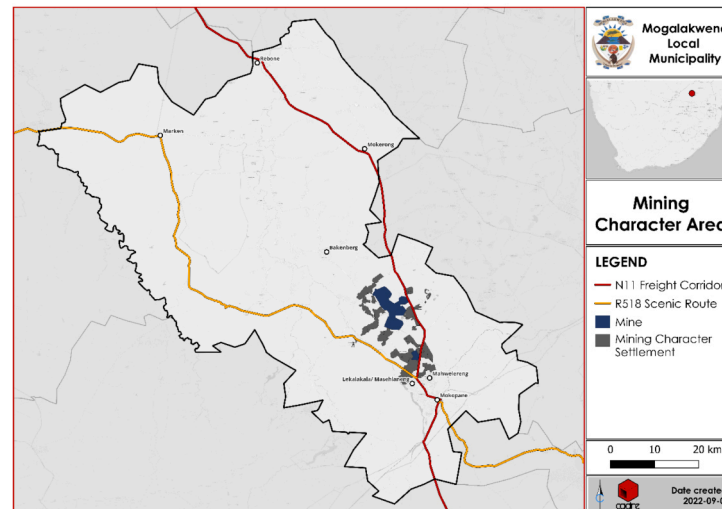 Mogalakwena
Local
Municipality
Mining
Character Area
LEGEND
N11 Freight Corridor
R518 Scenic Route
Mine
Mining Character
Settlement
0 10 20 km
Date create
2022-09-0
Rebone
Marken
Mokerong
Bakenberg
Mahwelereng
Mokopane